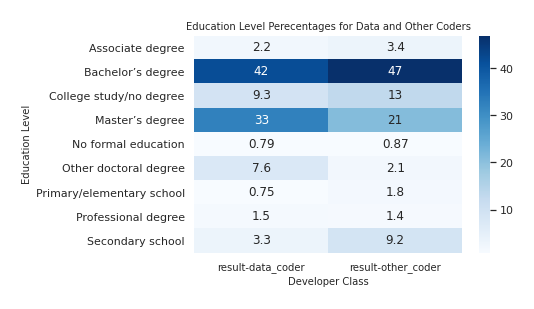 Education Level Perecentages for Data and Other Coders
Associate degree 2.2 3.4
Bachelor’s degree 42 47
College study/no degree 9.3 13
Master’s degree 33 21
No formal education 0.79 0.87
Other doctoral degree 7.6 2.1
Primary/elementary school 0.75 1.8
Professional degree 1.5 1.4
Secondary school 3.3 9.2
result-data_coder result-other_coder
Developer Class
Education Level
40
30
20
10